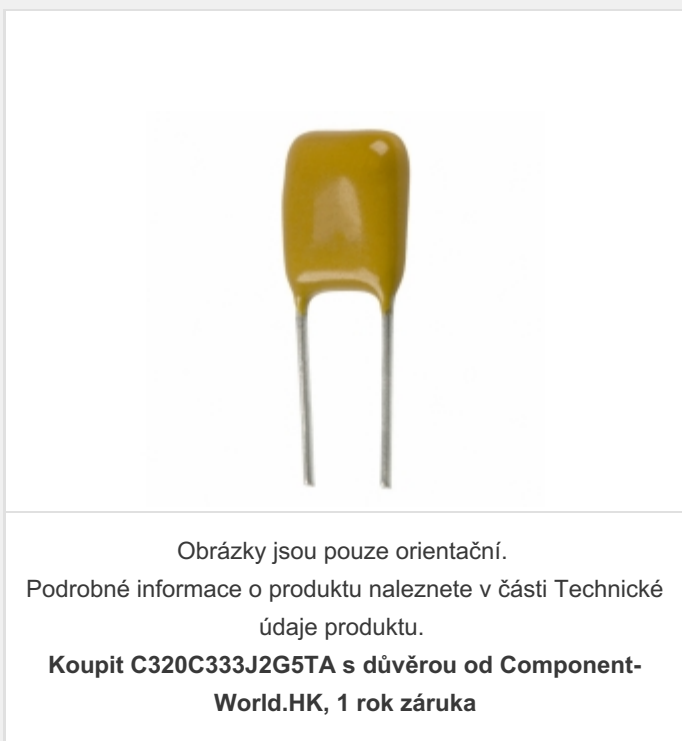 Obrázky jsou pouze orientační.
Podrobné informace o produktu naleznete v části Technické
údaje produktu.
Koupit C320C333J2G5TA s důvěrou od Component-
World.HK, 1 rok záruka